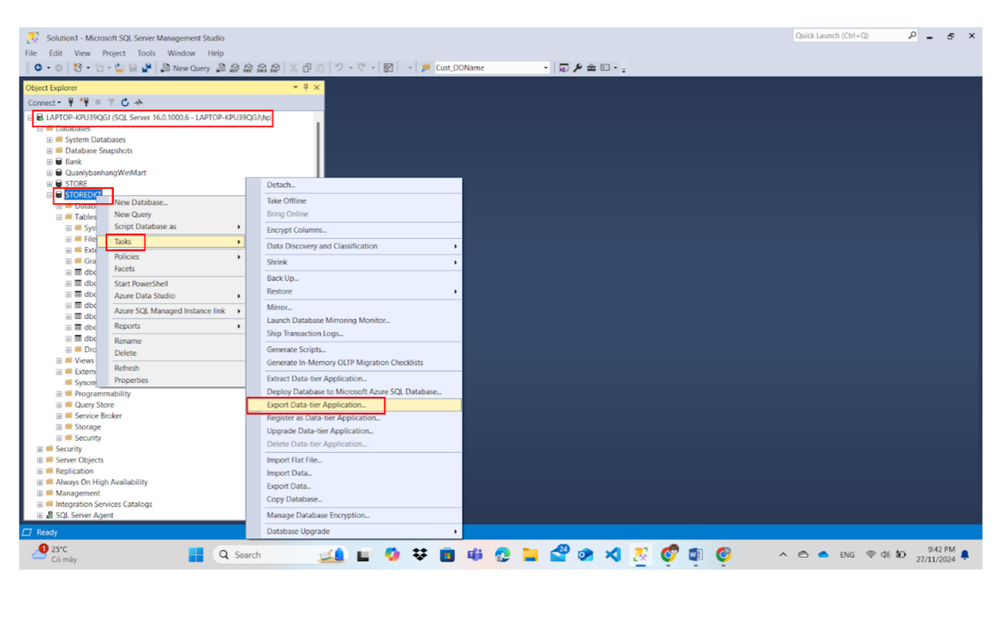 Solution1 - Microsoft SQL Server Management Studio
Quick Launch (Ctrl+Q)
File Edit View Project Tools Window Help
New Query
Cust_DDName
Object Explorer
Connect
LAPTOP-KPU39QGJ (SQL Server 16.0.1000.6 - LAPTOP-KPU39QGJ\hp)
Databases
System Databases
Database Snapshots
Bank
QuanlybanhangWinMart
STORE
STOREDKT
Datab
Tables
Sys
File
Exte
Gra
dbo
dbo
dbo
dbo
dbo
dbo
dbo
Dro
Views
Extern
Synony
Programmability
Query Store
Service Broker
Storage
Security
Security
Server Objects
Replication
Always On High Availability
Management
Integration Services Catalogs
SQL Server Agent
New Database...
New Query
Script Database as
Tasks
Policies
Facets
Start PowerShell
Azure Data Studio
Azure SQL Managed Instance link
Reports
Rename
Delete
Refresh
Properties
Detach...
Take Offline
Bring Online
Encrypt Columns...
Data Discovery and Classification
Shrink
Back Up...
Restore
Mirror...
Launch Database Mirroring Monitor...
Ship Transaction Logs...
Generate Scripts...
Generate In-Memory OLTP Migration Checklists
Extract Data-tier Application...
Deploy Database to Microsoft Azure SQL Database...
Export Data-tier Application...
Register as Data-tier Application...
Upgrade Data-tier Application...
Delete Data-tier Application...
Import Flat File...
Import Data...
Export Data...
Copy Database...
Manage Database Encryption...
Database Upgrade
Ready
1
25°C
Có mây
Search
24
ENG
9:42 PM
27/11/2024